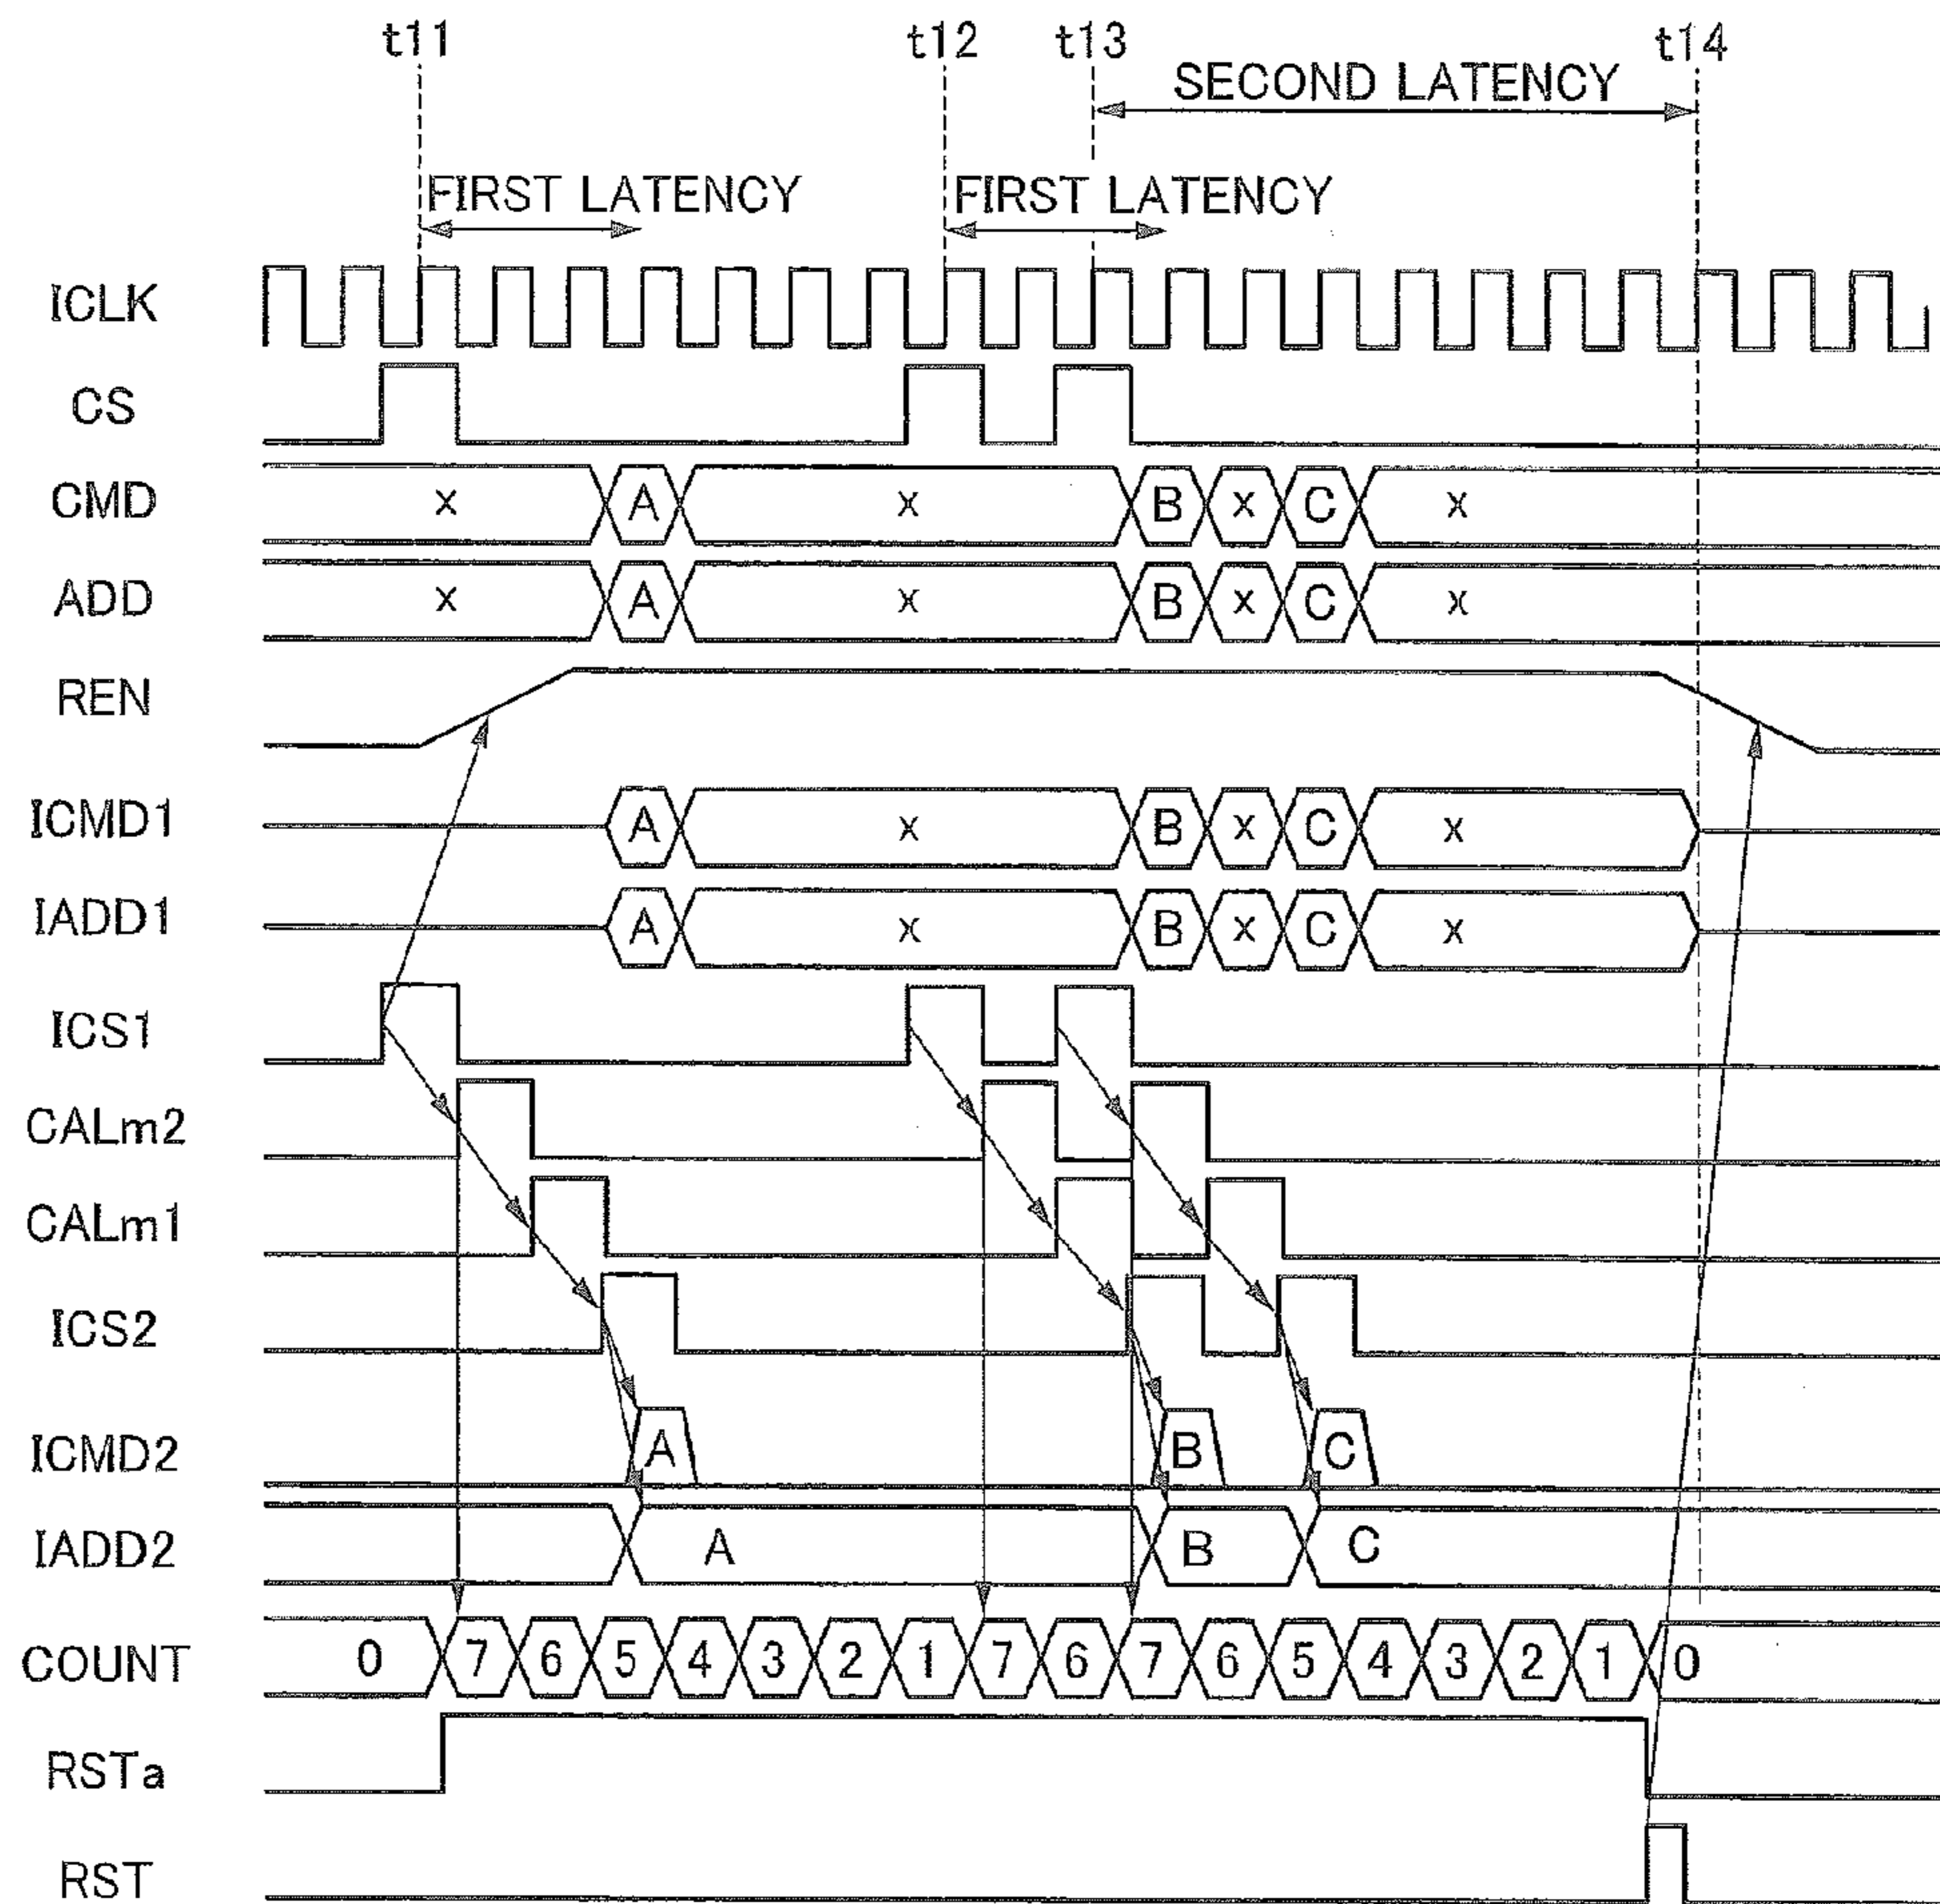 t11 t12 t13 t14
SECOND LATENCY
FIRST LATENCY FIRST LATENCY
ICLK
CS
CMD x A x B x C x
ADD x A x B x C x
REN
ICMD1 A x B x C x
IADD1 A x B x C x
ICS1
CALm2
CALm1
ICS2
ICMD2 A B C
IADD2 A B C
COUNT 0 7 6 5 4 3 2 1 7 6 7 6 5 4 3 2 1 0
RSTa
RST